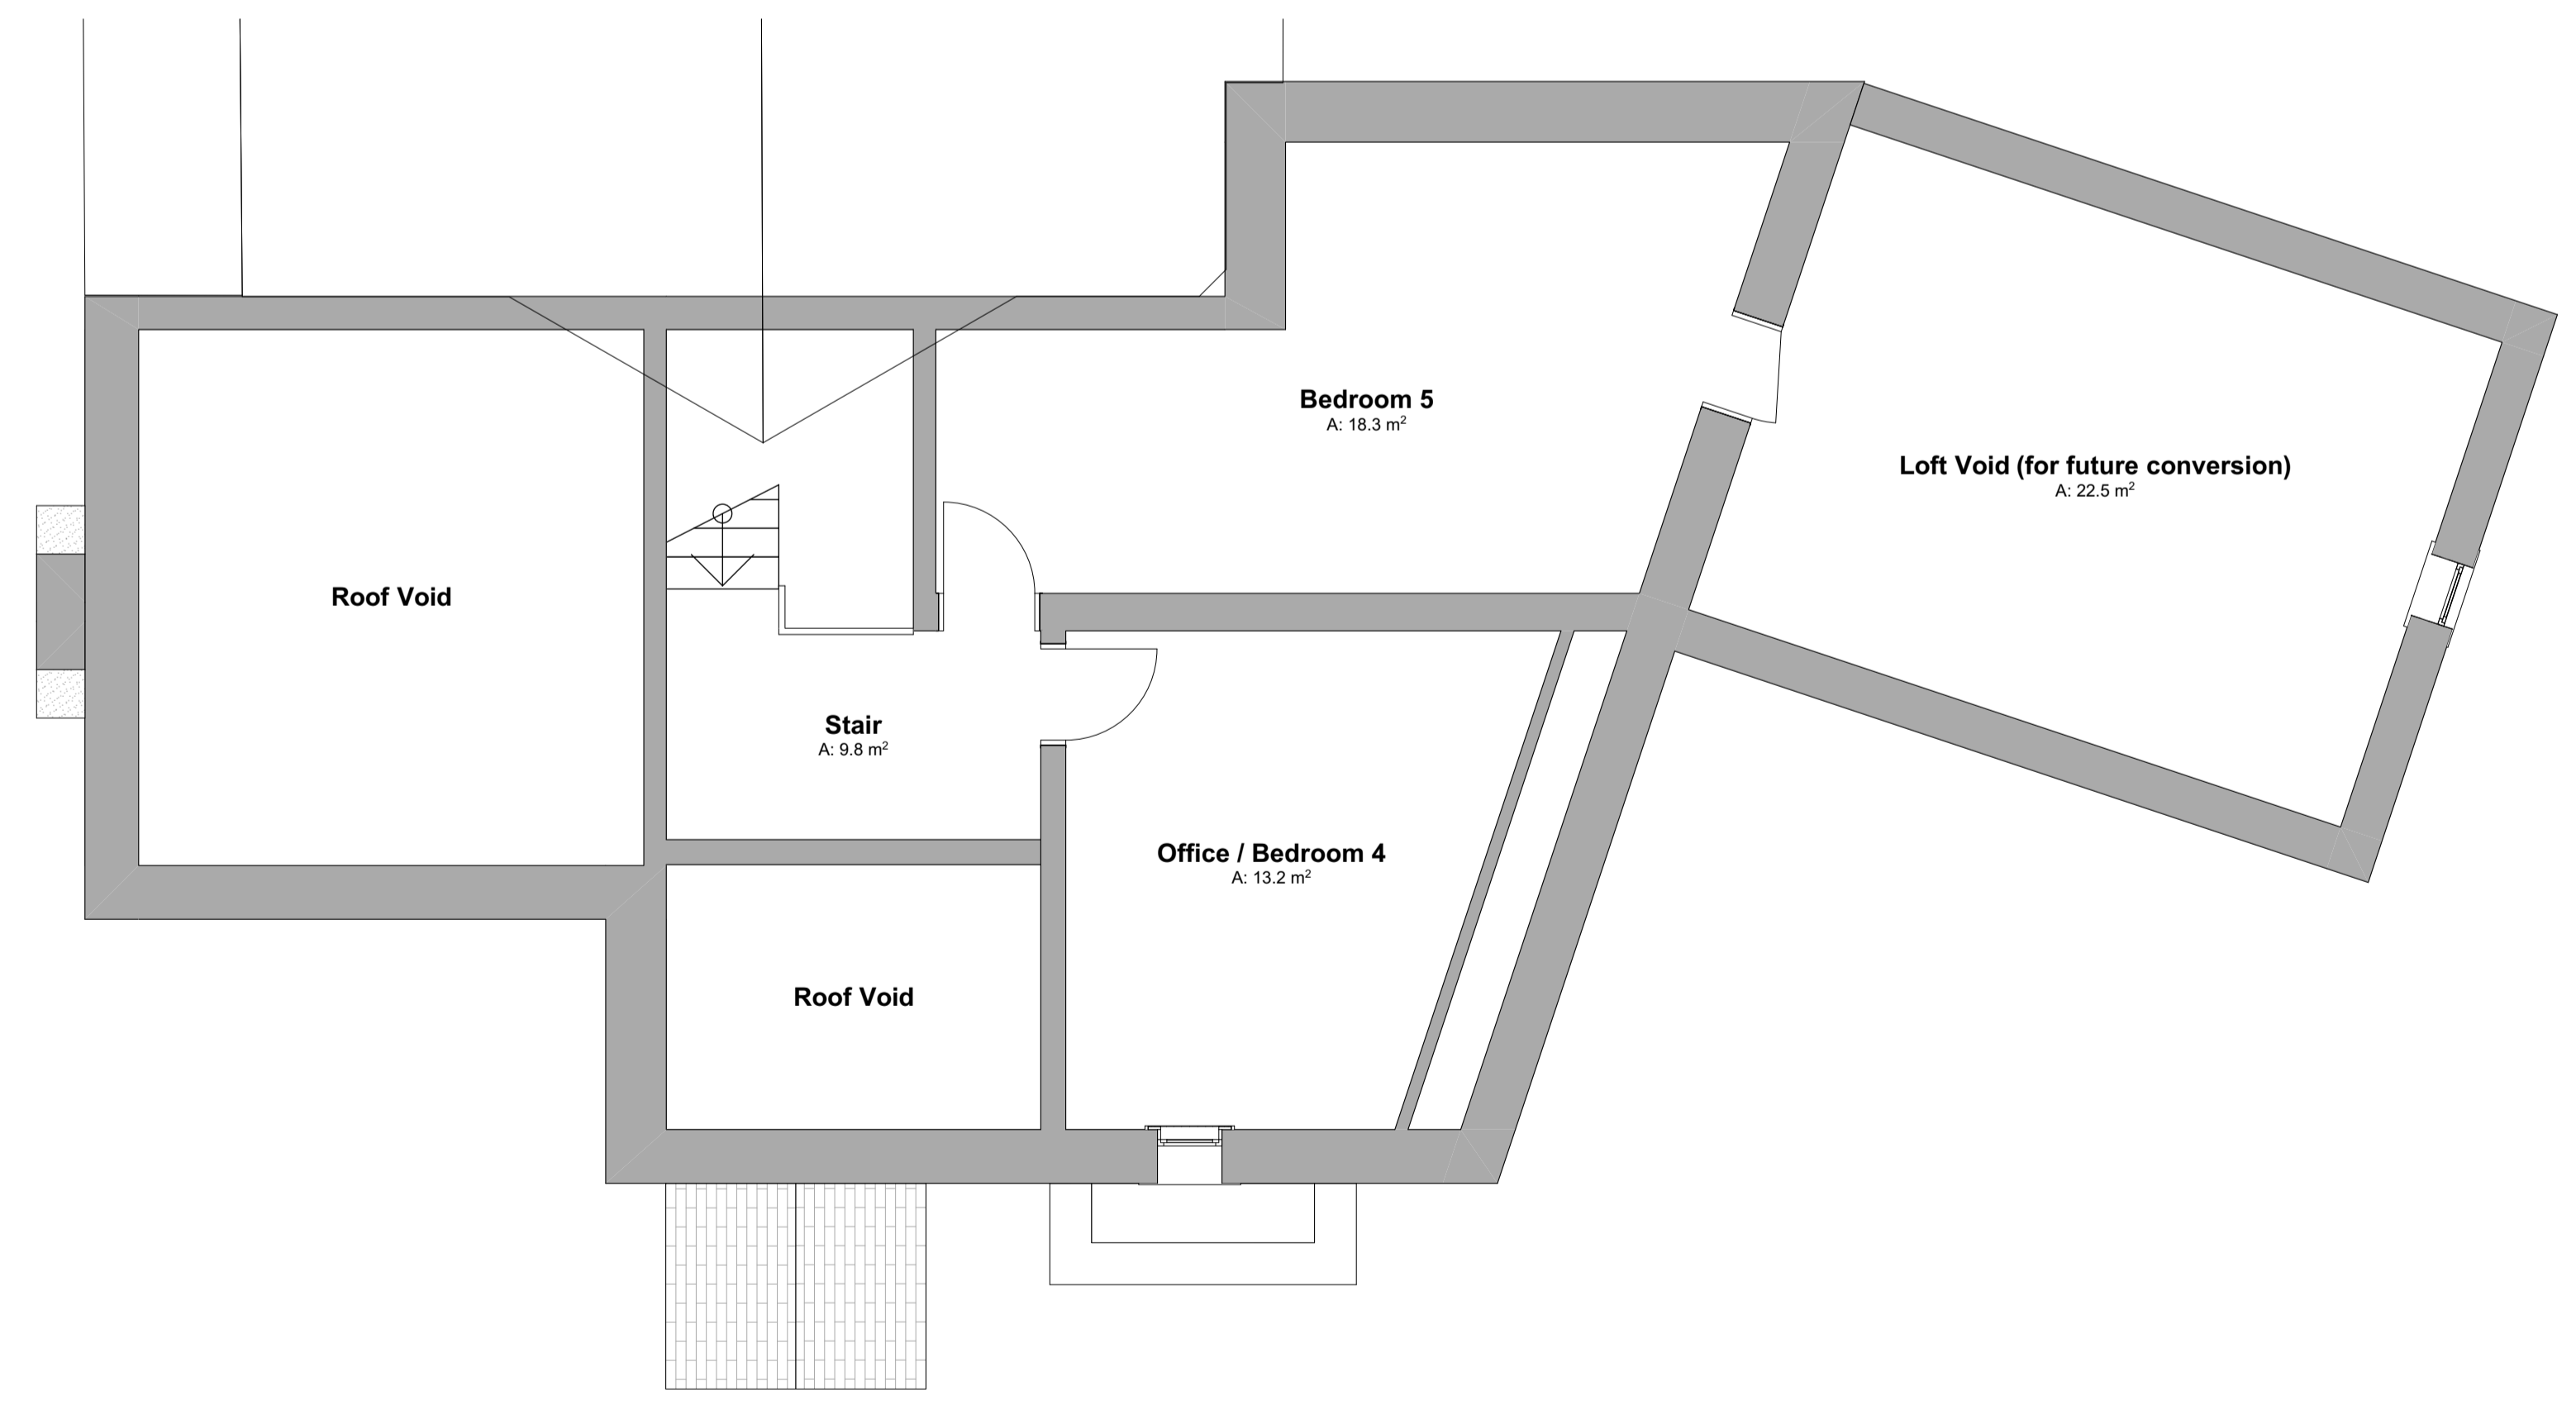 Bedroom 5
A: 18.3 m²
Loft Void (for future conversion)
A: 22.5 m²
Roof Void
Stair
A: 9.8 m²
Office / Bedroom 4
A: 13.2 m²
Roof Void